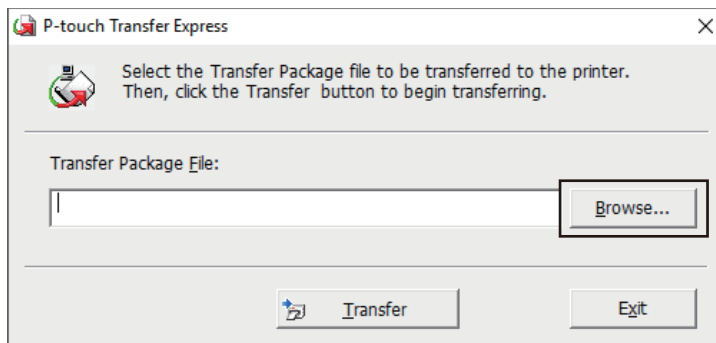 P-touch Transfer Express
Select the Transfer Package file to be transferred to the printer.
Then, click the Transfer button to begin transferring.
Transfer Package File:
Browse...
Transfer
Exit